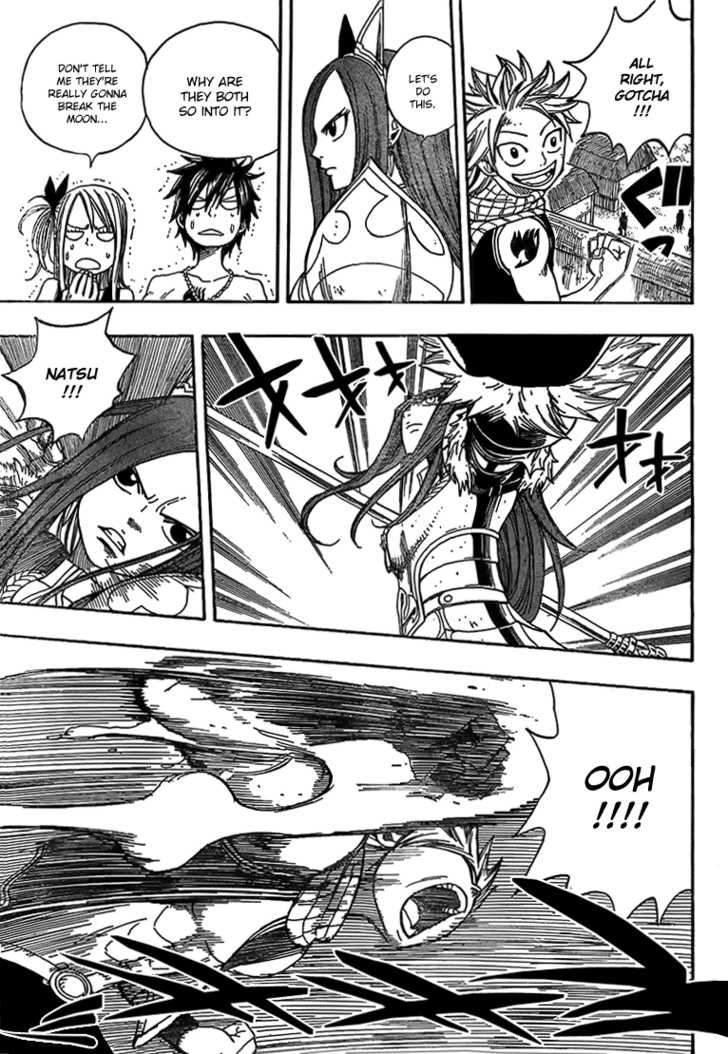 ALL
RIGHT,
GOTCHA
!!!
LET'S
DO THIS.
WHY ARE
THEY BOTH
SO INTO IT?
DON'T TELL
ME THEY'RE
REALLY GONNA
BREAK THE
MOON...
NATSU
!!!
OOH
!!!!